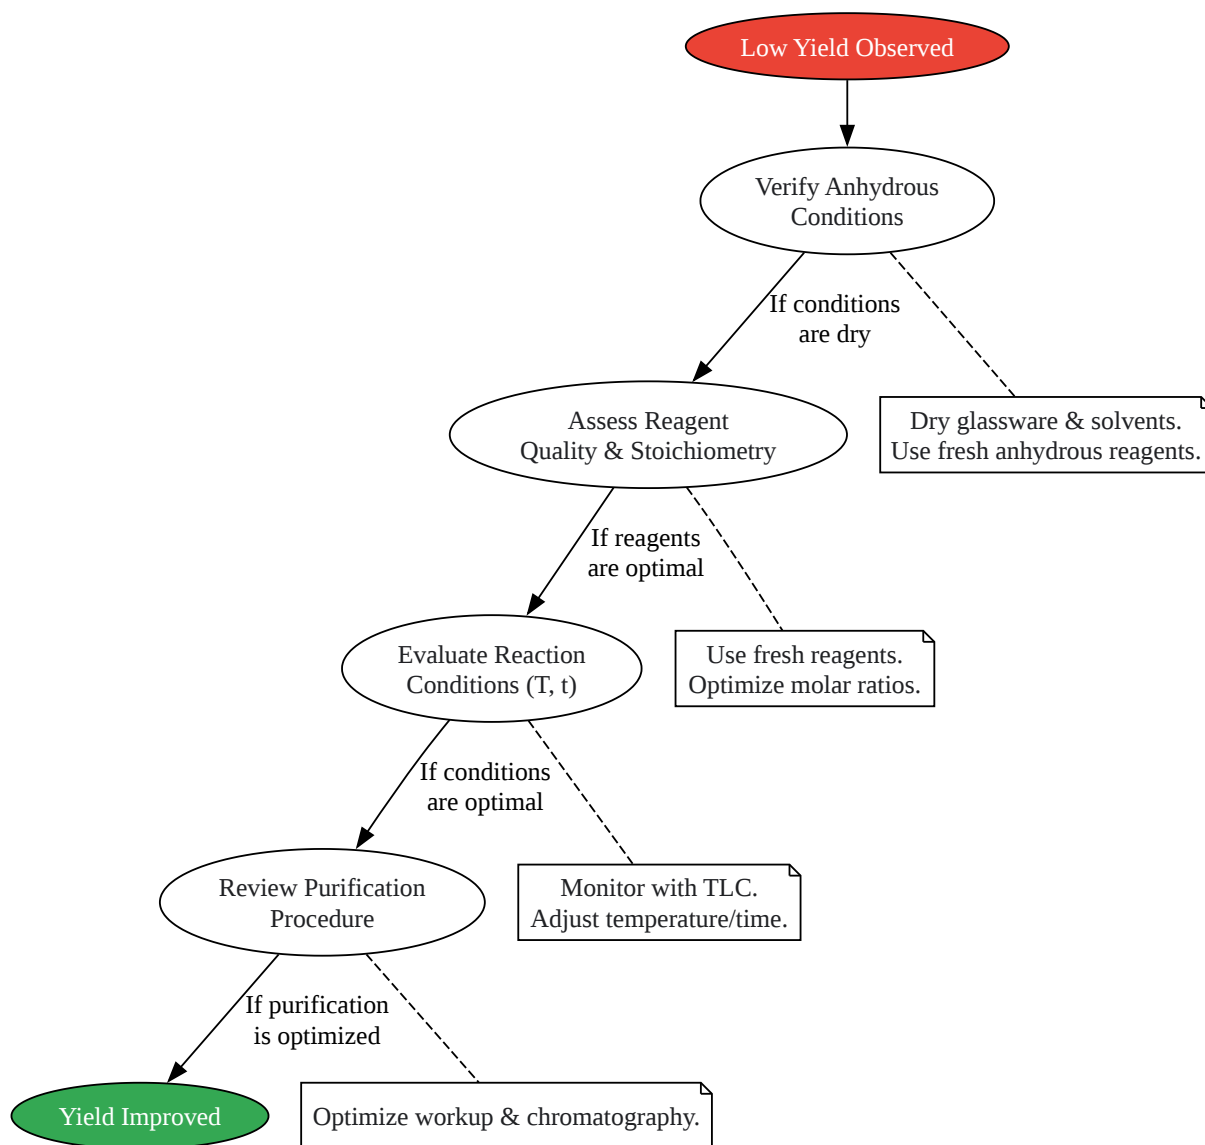 Low Yield Observed
Verify Anhydrous
Conditions
If conditions
are dry
Assess Reagent
Quality & Stoichiometry
Dry glassware & solvents.
Use fresh anhydrous reagents.
If reagents
are optimal
Evaluate Reaction
Conditions (T, t)
Use fresh reagents.
Optimize molar ratios.
If conditions
are optimal
Review Purification
Procedure
Monitor with TLC.
Adjust temperature/time.
If purification
is optimized
Yield Improved
Optimize workup & chromatography.